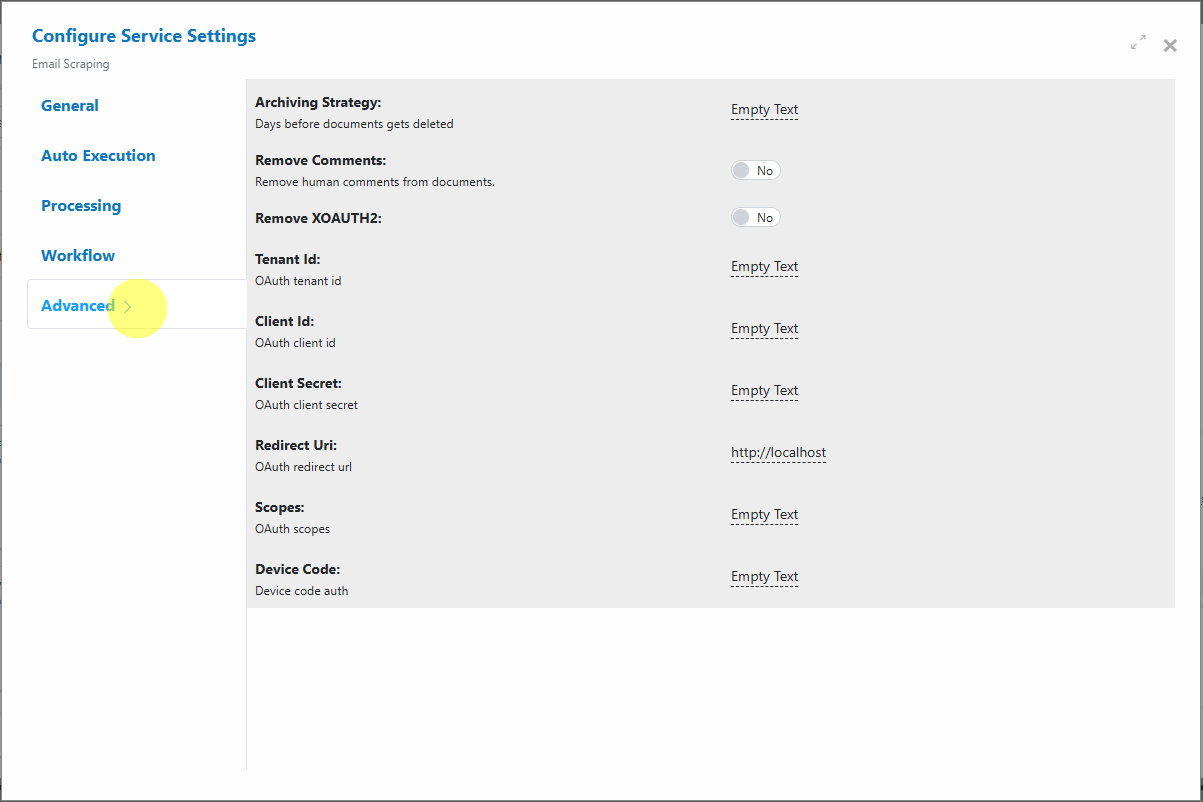 Configure Service Settings
Email Scraping
General
Auto Execution
Processing
Workflow
Advanced
Archiving Strategy:
Days before documents gets deleted
Empty Text
Remove Comments:
Remove human comments from documents.
No
Remove XOAUTH2:
No
Tenant Id:
OAuth tenant id
Empty Text
Client Id:
OAuth client id
Empty Text
Client Secret:
OAuth client secret
Empty Text
Redirect Uri:
OAuth redirect url
http://localhost
Scopes:
OAuth scopes
Empty Text
Device Code:
Device code auth
Empty Text